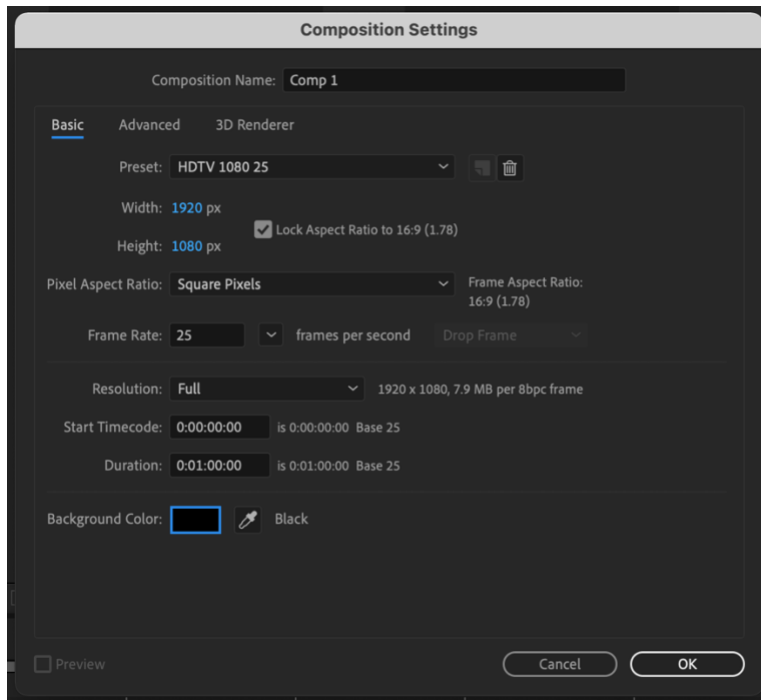 Composition Settings
Composition Name: Comp 1
Basic Advanced 3D Renderer
Preset: HDTV 1080 25
Width: 1920 px
Lock Aspect Ratio to 16:9 (1.78)
Height: 1080 px
Pixel Aspect Ratio: Square Pixels
Frame Aspect Ratio:
16:9 (1.78)
Frame Rate: 25 frames per second Drop Frame
Resolution: Full 1920 x 1080, 7.9 MB per 8bpc frame
Start Timecode: 0:00:00:00 is 0:00:00:00 Base 25
Duration: 0:01:00:00 is 0:01:00:00 Base 25
Background Color: Black
Preview Cancel OK